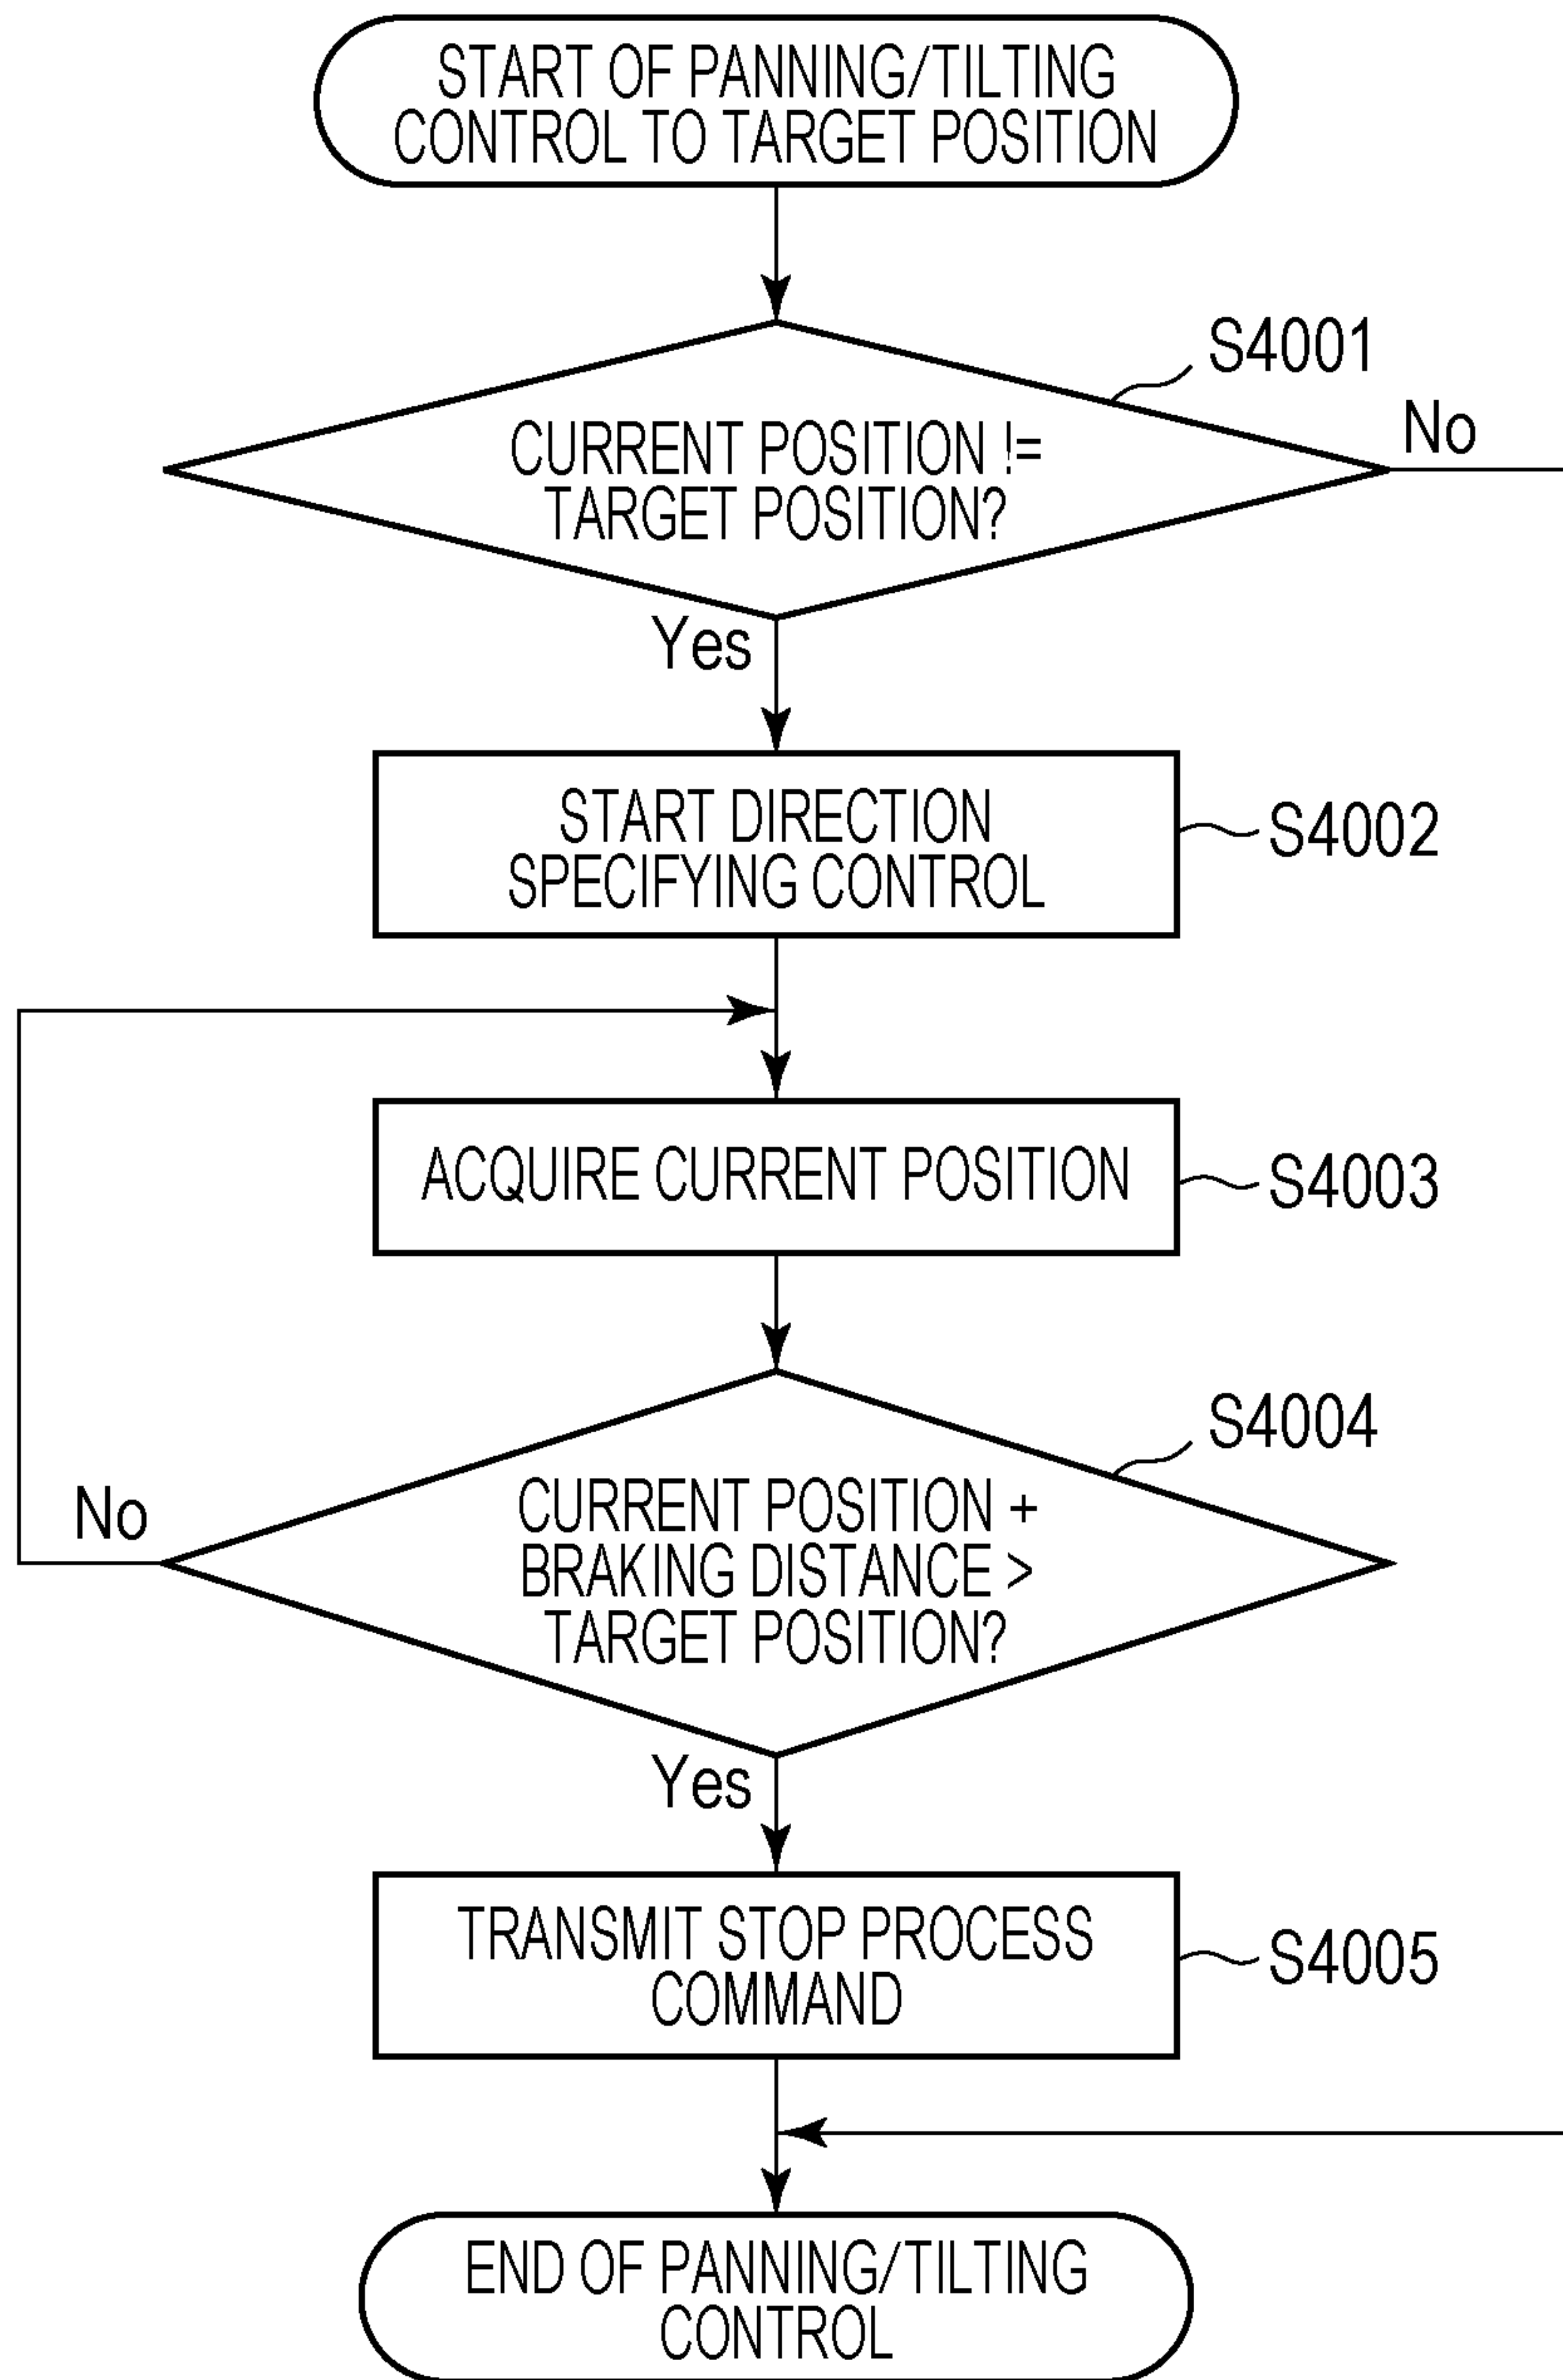 START OF PANNING/TILTING
CONTROL TO TARGET POSITION
S4001
No
CURRENT POSITION !=
TARGET POSITION?
Yes
START DIRECTION
SPECIFYING CONTROL
S4002
ACQUIRE CURRENT POSITION
S4003
S4004
No
CURRENT POSITION +
BRAKING DISTANCE >
TARGET POSITION?
Yes
TRANSMIT STOP PROCESS
COMMAND
S4005
END OF PANNING/TILTING
CONTROL